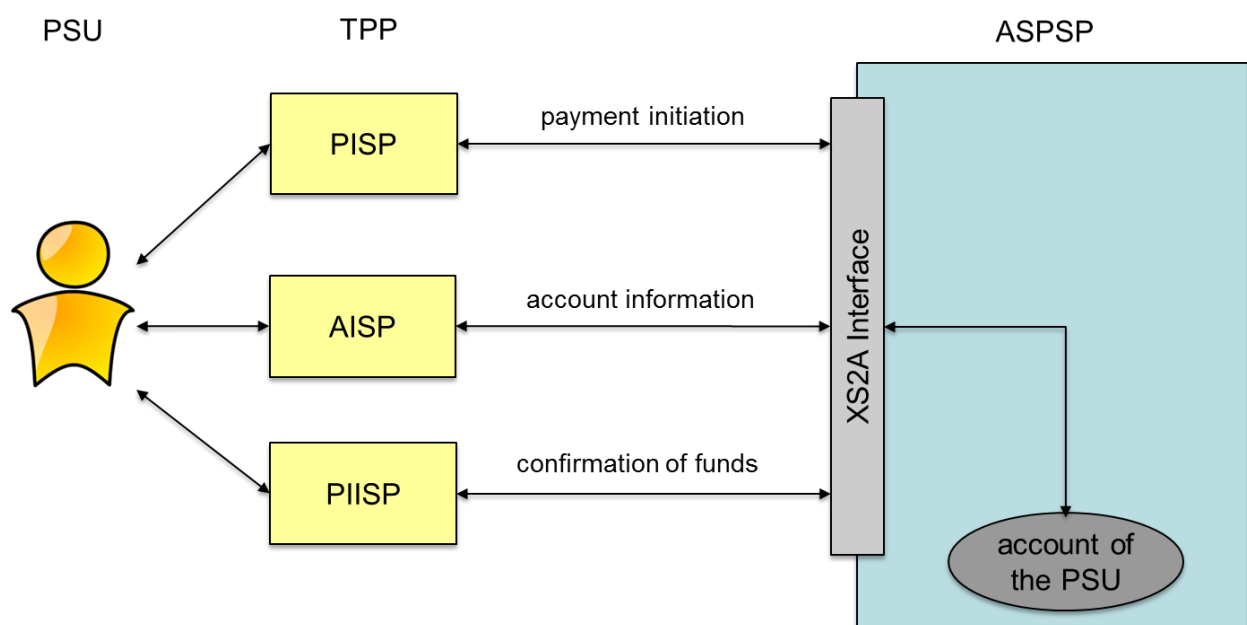 PSU
TPP
ASPSP
PISP
payment initiation
AISP
account information
XS2A Interface
PIISP
confirmation of funds
account of
the PSU